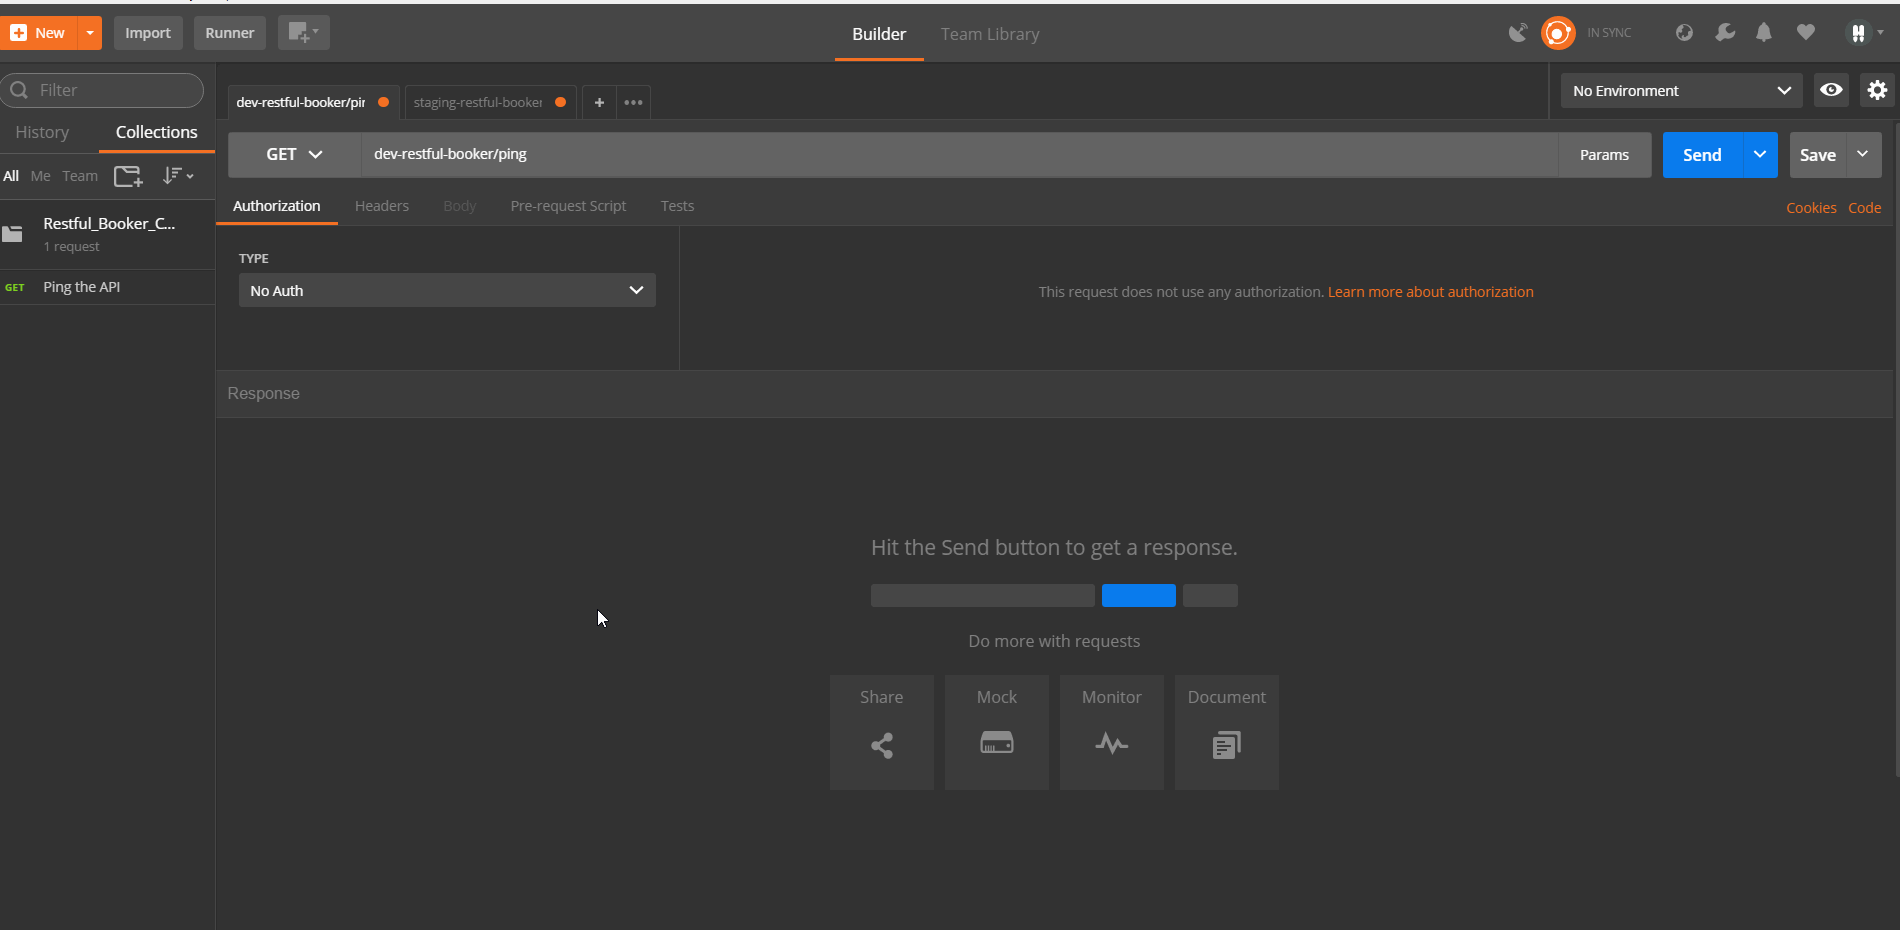 New
Import
Runner
Builder
Team Library
IN SYNC
Filter
History
Collections
All
Me
Team
Restful_Booker_C...
1 request
GET
Ping the API
dev-restful-booker/pir
staging-restful-booker
No Environment
GET
dev-restful-booker/ping
Params
Send
Save
Authorization
Headers
Body
Pre-request Script
Tests
Cookies
Code
TYPE
No Auth
This request does not use any authorization. Learn more about authorization
Response
Hit the Send button to get a response.
Do more with requests
Share
Mock
Monitor
Document